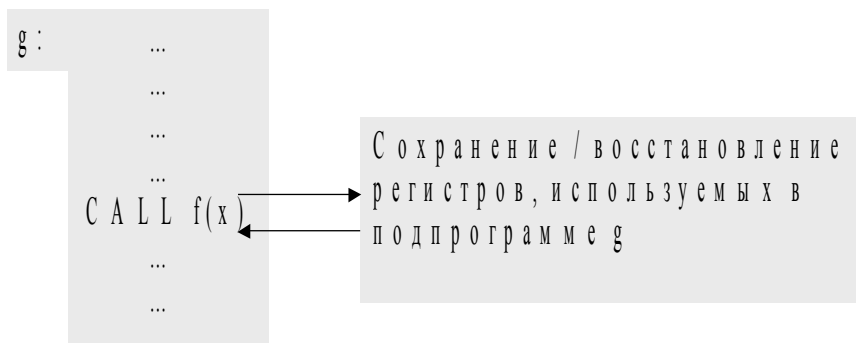 g: ...
...
...
...
CALL f(x)
...
...
Сохранение/восстановление
регистров, используемых в
подпрограмме g